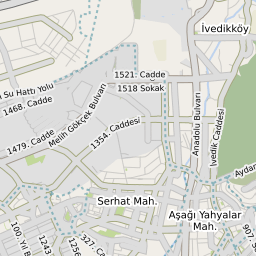 İvedikköy
1521. Cadde
1518 Sokak
Su Hattı Yolu
1468. Cadde
Melih Gökçek Bulvarı
Anadolu Bulvarı
İvedik Caddesi
1354. Caddesi
1479. Cadde
Aydar
Serhat Mah.
Aşağı Yahyalar
Mah.
100. Yıl B
1243
1256
327. C
907. S